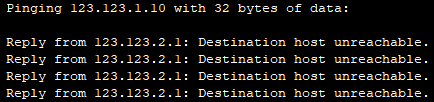 Pinging 123.123.1.10 with 32 bytes of data:
Reply from 123.123.2.1: Destination host unreachable.
Reply from 123.123.2.1: Destination host unreachable.
Reply from 123.123.2.1: Destination host unreachable.
Reply from 123.123.2.1: Destination host unreachable.